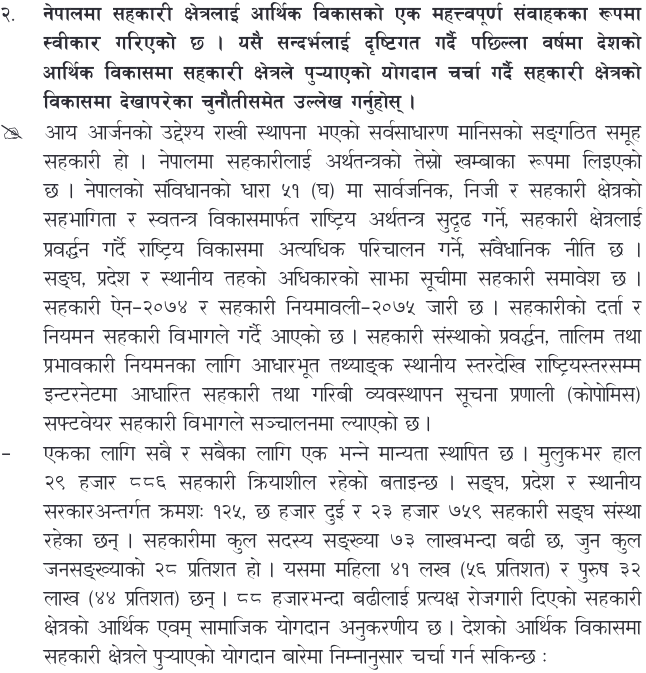 २. नेपालमा सहकारी क्षेत्रलाई आर्थिक विकासको एक महत्त्वपूर्ण संवाहकका रूपमा
स्वीकार गरिएको छ । यसै सन्दर्भलाई दृष्टिगत गर्दै पछिल्ला वर्षमा देशको
आर्थिक विकासमा सहकारी क्षेत्रले पुऱ्याएको योगदान चर्चा गर्दै सहकारी क्षेत्रको
विकासमा देखापरेका चुनौतीसमेत उल्लेख गर्नुहोस् ।
✍ आय आर्जनको उद्देश्य राखी स्थापना भएको सर्वसाधारण मानिसको सङ्गठित समूह
सहकारी हो । नेपालमा सहकारीलाई अर्थतन्त्रको तेस्रो खम्बाका रूपमा लिइएको
छ । नेपालको संविधानको धारा ५१ (घ) मा सार्वजनिक, निजी र सहकारी क्षेत्रको
सहभागिता र स्वतन्त्र विकासमार्फत राष्ट्रिय अर्थतन्त्र सुदृढ गर्ने, सहकारी क्षेत्रलाई
प्रवर्द्धन गर्दै राष्ट्रिय विकासमा अत्यधिक परिचालन गर्ने, संवैधानिक नीति छ ।
सङ्घ, प्रदेश र स्थानीय तहको अधिकारको साझा सूचीमा सहकारी समावेश छ ।
सहकारी ऐन-२०७४ र सहकारी नियमावली-२०७५ जारी छ । सहकारीको दर्ता र
नियमन सहकारी विभागले गर्दै आएको छ । सहकारी संस्थाको प्रवर्द्धन, तालिम तथा
प्रभावकारी नियमनका लागि आधारभूत तथ्याङ्क स्थानीय स्तरदेखि राष्ट्रियस्तरसम्म
इन्टरनेटमा आधारित सहकारी तथा गरिबी व्यवस्थापन सूचना प्रणाली (कोपोमिस)
सफ्टवेयर सहकारी विभागले सञ्चालनमा ल्याएको छ ।
- एकका लागि सबै र सबैका लागि एक भन्ने मान्यता स्थापित छ । मुलुकभर हाल
२९ हजार ८८६ सहकारी क्रियाशील रहेको बताइन्छ । सङ्घ, प्रदेश र स्थानीय
सरकारअन्तर्गत क्रमशः १२५, छ हजार दुई र २३ हजार ७५९ सहकारी सङ्घ संस्था
रहेका छन् । सहकारीमा कुल सदस्य सङ्ख्या ७३ लाखभन्दा बढी छ, जुन कुल
जनसङ्ख्याको २८ प्रतिशत हो । यसमा महिला ४१ लख (५६ प्रतिशत) र पुरुष ३२
लाख (४४ प्रतिशत) छन् । ८८ हजारभन्दा बढीलाई प्रत्यक्ष रोजगारी दिएको सहकारी
क्षेत्रको आर्थिक एवम् सामाजिक योगदान अनुकरणीय छ । देशको आर्थिक विकासमा
सहकारी क्षेत्रले पुऱ्याएको योगदान बारेमा निम्नानुसार चर्चा गर्न सकिन्छ :